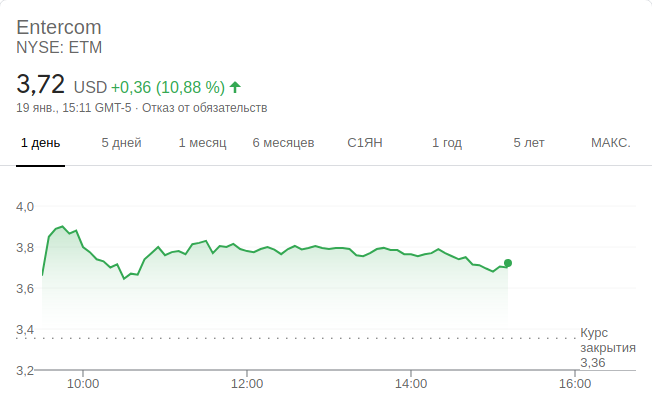 Entercom
NYSE: ETM
3,72 USD +0,36 (10,88 %)
19 янв., 15:11 GMT-5 · Отказ от обязательств
1 день 5 дней 1 месяц 6 месяцев С1ЯН 1 год 5 лет МАКС.
4,0
3,8
3,6
3,4
3,2
Курс
закрытия
3,36
10:00 12:00 14:00 16:00